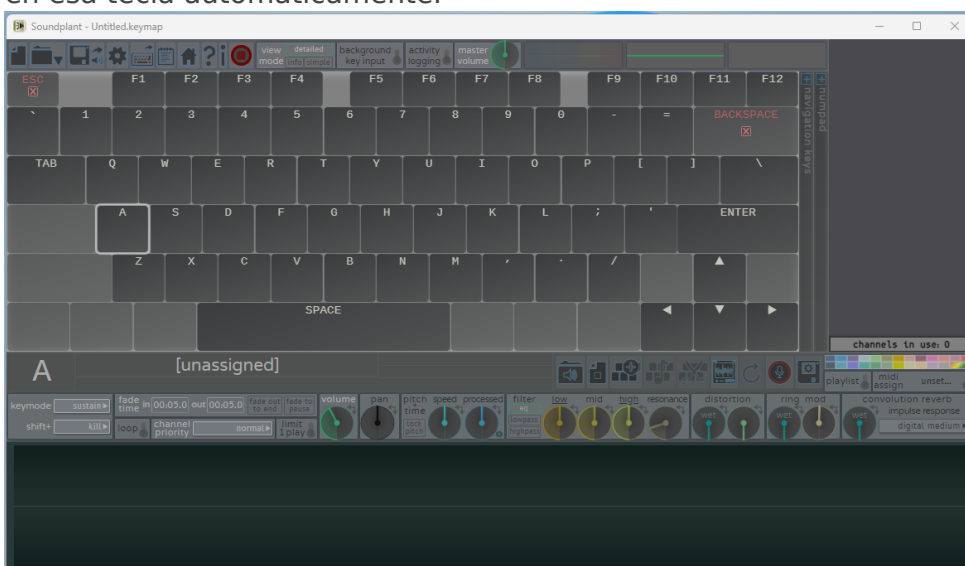 en esa tecla automáticamente.
Soundplant - Untitled.keymap
view mode detailed info simple background key input activity logging master volume
ESC F1 F2 F3 F4 F5 F6 F7 F8 F9 F10 F11 F12
` 1 2 3 4 5 6 7 8 9 0 - = BACKSPACE
navigation keys
numpad
TAB Q W E R T Y U I O P [ ] \
A S D F G H J K L ; ' ENTER
Z X C V B N M , . /
SPACE
channels in use: 0
A [unassigned]
playlist midi assign unset...
keymode sustain fade time in 00:05.0 out 00:05.0 fade out to end fade to pause volume pan pitch time speed processed filter low mid high resonance distortion ring mod convolution reverb
shift+ kill loop channel priority normal limit 1 play lock pitch eq lowpass highpass wet wet wet impulse response
digital medium